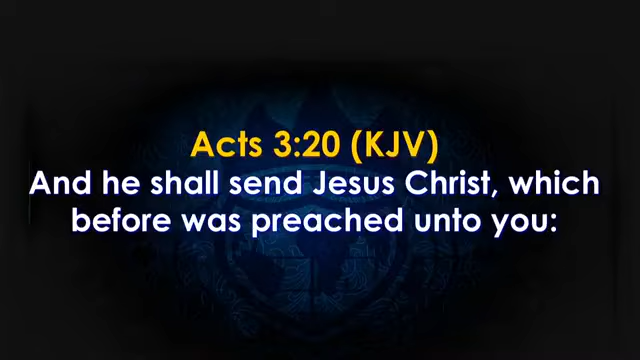 Acts 3:20 (KJV)
And he shall send Jesus Christ, which
before was preached unto you: